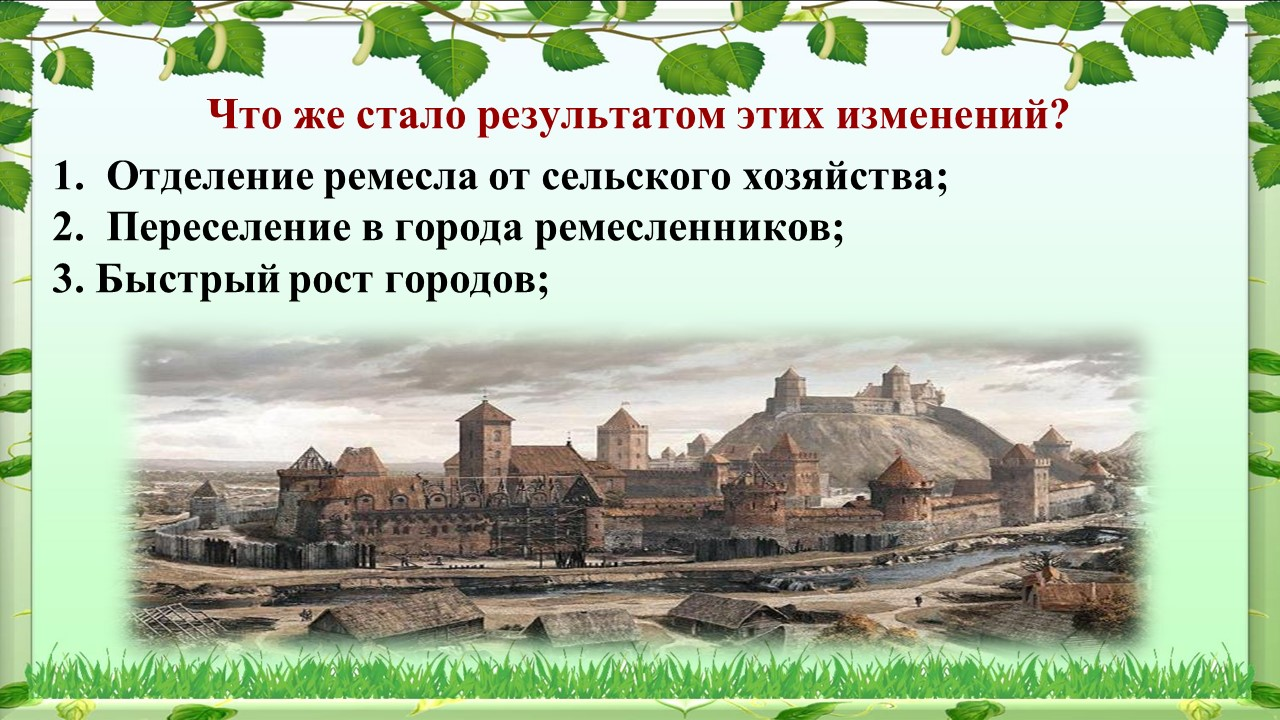 Что же стало результатом этих изменений?
1. Отделение ремесла от сельского хозяйства;
2. Переселение в города ремесленников;
3. Быстрый рост городов;